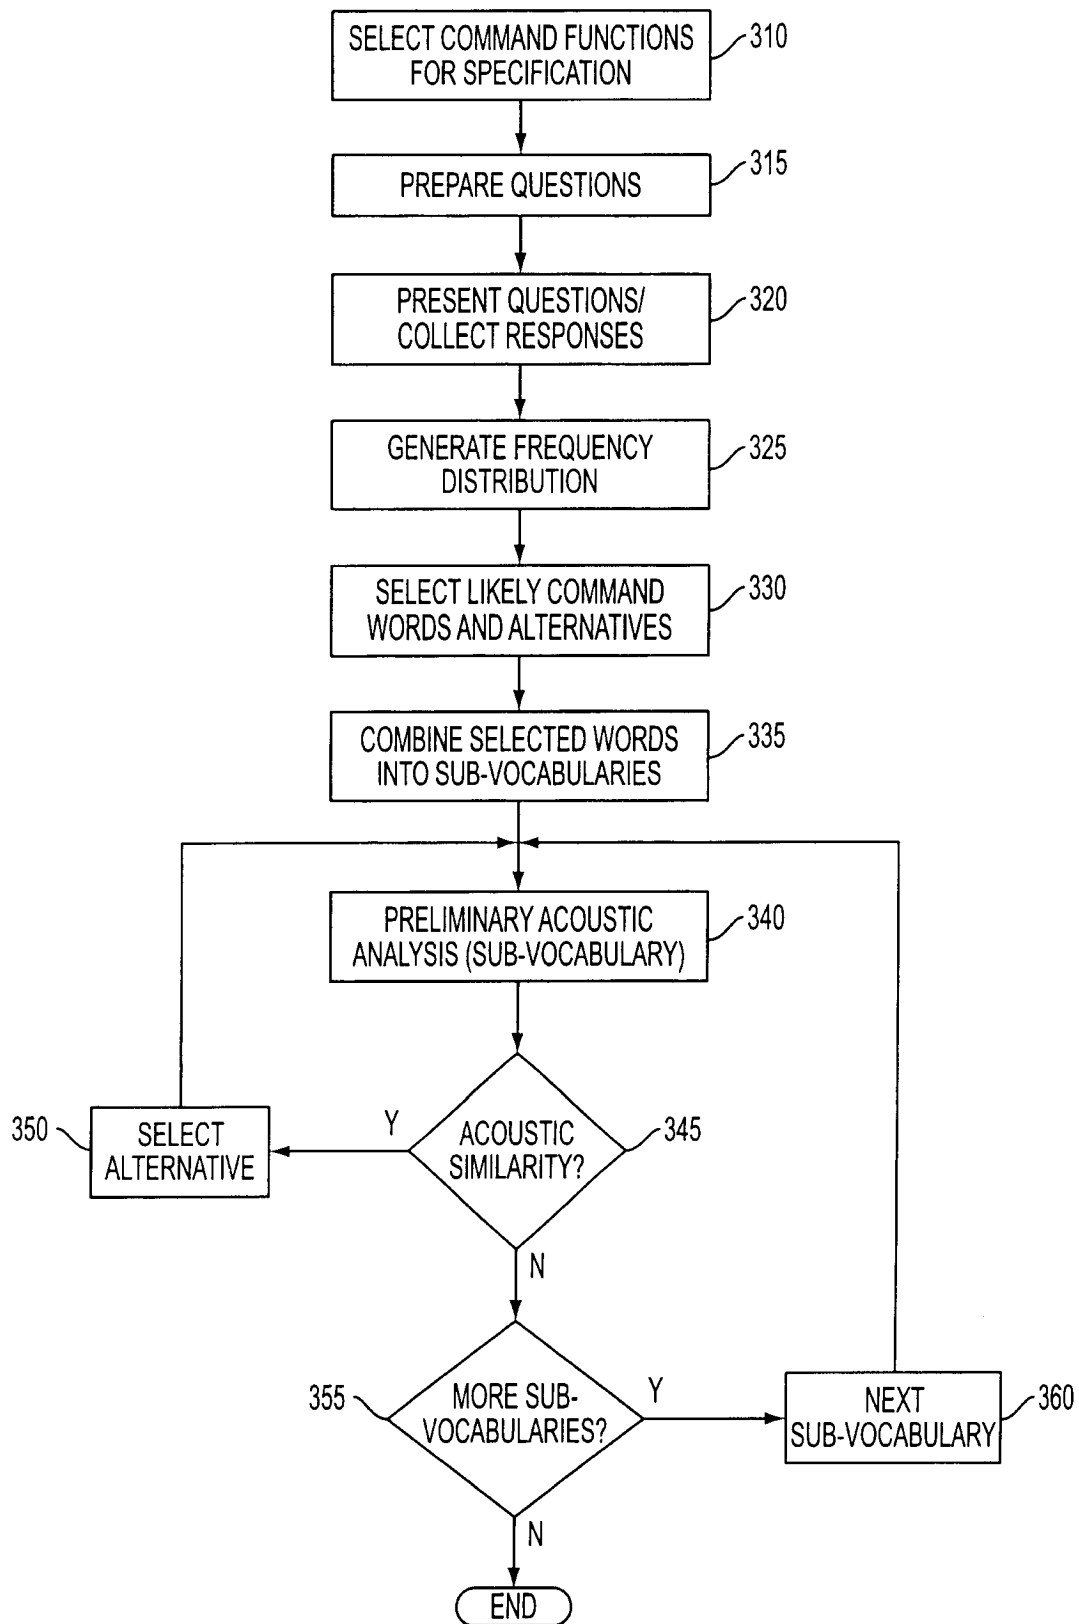 SELECT COMMAND FUNCTIONS
FOR SPECIFICATION
310
PREPARE QUESTIONS
315
PRESENT QUESTIONS/
COLLECT RESPONSES
320
GENERATE FREQUENCY
DISTRIBUTION
325
SELECT LIKELY COMMAND
WORDS AND ALTERNATIVES
330
COMBINE SELECTED WORDS
INTO SUB-VOCABULARIES
335
PRELIMINARY ACOUSTIC
ANALYSIS (SUB-VOCABULARY)
340
350
SELECT
ALTERNATIVE
Y
ACOUSTIC
SIMILARITY?
345
N
355
MORE SUB-
VOCABULARIES?
Y
NEXT
SUB-VOCABULARY
360
N
END